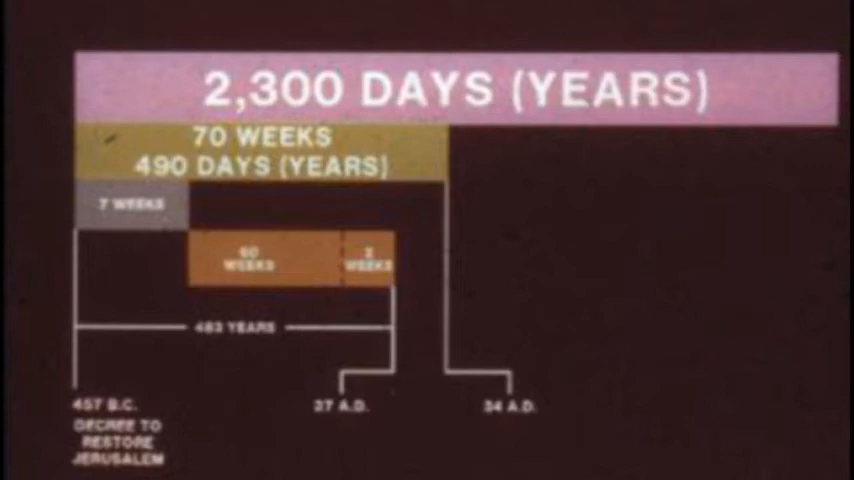 2,300 DAYS (YEARS)
70 WEEKS
490 DAYS (YEARS)
7 WEEKS
60
WEEKS
2
WEEKS
483 YEARS
457 B.C.
27 A.D.
34 A.D.
DECREE TO
RESTORE
JERUSALEM